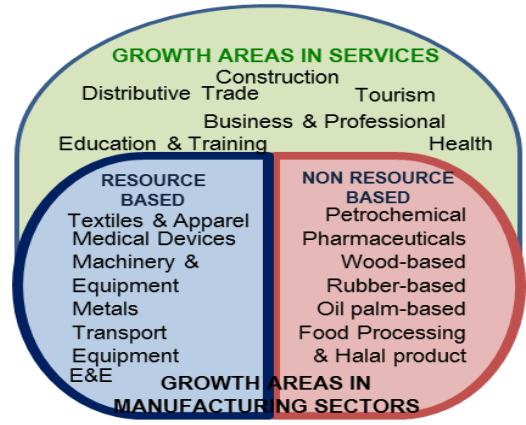 GROWTH AREAS IN SERVICES
Construction
Distributive Trade
Tourism
Business & Professional
Education & Training
Health
RESOURCE
BASED
Textiles & Apparel
Medical Devices
Machinery &
Equipment
Metals
Transport
Equipment
E&E
NON RESOURCE
BASED
Petrochemical
Pharmaceuticals
Wood-based
Rubber-based
Oil palm-based
Food Processing
& Halal product
GROWTH AREAS IN
MANUFACTURING SECTORS